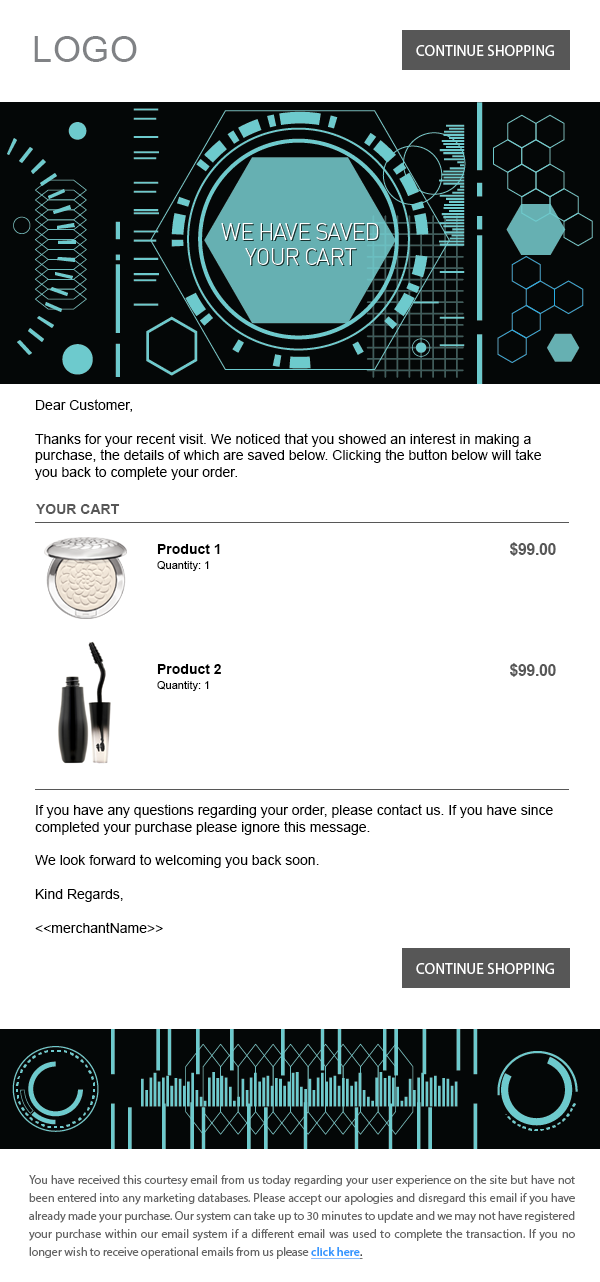 LOGO
CONTINUE SHOPPING
WE HAVE SAVED
YOUR CART
Dear Customer,
Thanks for your recent visit. We noticed that you showed an interest in making a
purchase, the details of which are saved below. Clicking the button below will take
you back to complete your order.
YOUR CART
Product 1
$99.00
Quantity: 1
Product 2
$99.00
Quantity: 1
If you have any questions regarding your order, please contact us. If you have since
completed your purchase please ignore this message.
We look forward to welcoming you back soon.
Kind Regards,
<<merchantName>>
CONTINUE SHOPPING
You have received this courtesy email from us today regarding your user experience on the site but have not
been entered into any marketing databases. Please accept our apologies and disregard this email if you have
already made your purchase. Our system can take up to 30 minutes to update and we may not have registered
your purchase within our email system if a different email was used to complete the transaction. If you no
longer wish to receive operational emails from us please click here.